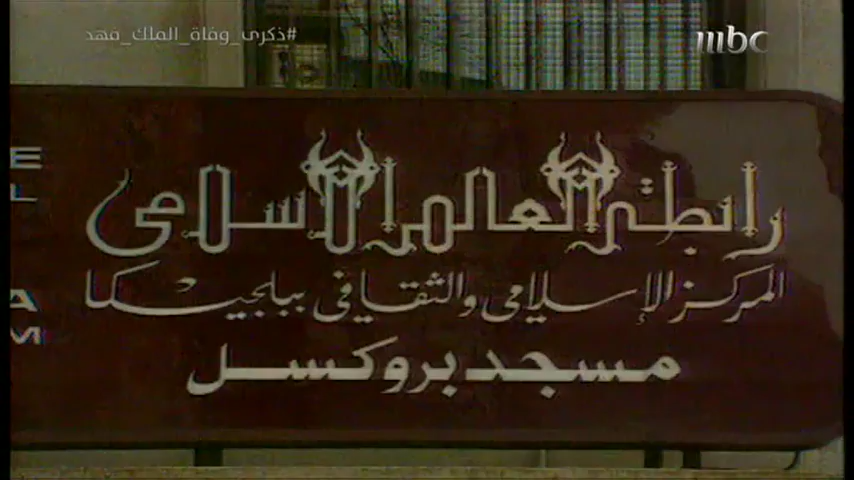 #ذكرى_وفاة_الملك_فهد
mbc
رابطة العالم الإسلامي
المركز الإسلامي والثقافي ببلجيكا
مسجد بروكسل
E
L
A
M